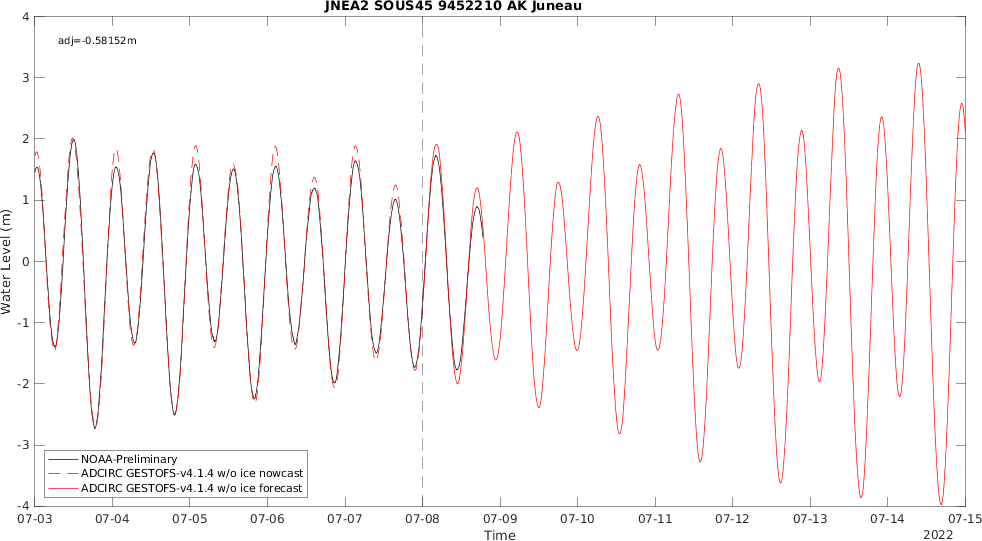 JNEA2 SOUS45 9452210 AK Juneau
adj=-0.58152m
4
3
2
1
0
-1
-2
-3
-4
Water Level (m)
NOAA-Preliminary
ADCIRC GESTOFS-v4.1.4 w/o ice nowcast
ADCIRC GESTOFS-v4.1.4 w/o ice forecast
07-03 07-04 07-05 07-06 07-07 07-08 07-09 07-10 07-11 07-12 07-13 07-14 07-15
Time
2022